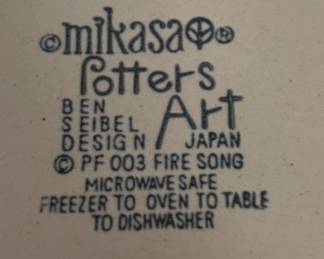 © mikasa ®
Potters
BEN
SEIBEL Art
DESIGN JAPAN
© PF 003 FIRE SONG
MICROWAVE SAFE
FREEZER TO OVEN TO TABLE
TO DISHWASHER